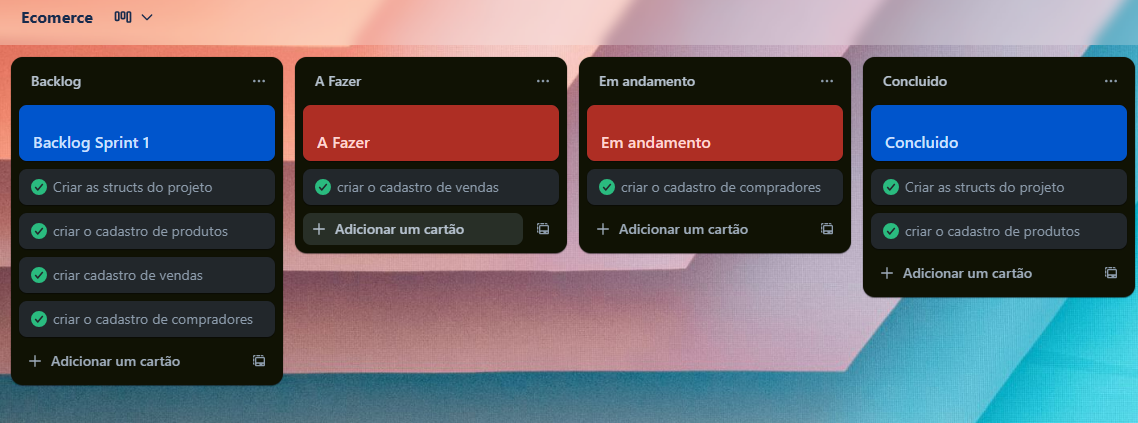 Ecomerce
Backlog
Backlog Sprint 1
Criar as structs do projeto
criar o cadastro de produtos
criar cadastro de vendas
criar o cadastro de compradores
Adicionar um cartão
A Fazer
A Fazer
criar o cadastro de vendas
Adicionar um cartão
Em andamento
Em andamento
criar o cadastro de compradores
Adicionar um cartão
Concluido
Concluido
Criar as structs do projeto
criar o cadastro de produtos
Adicionar um cartão